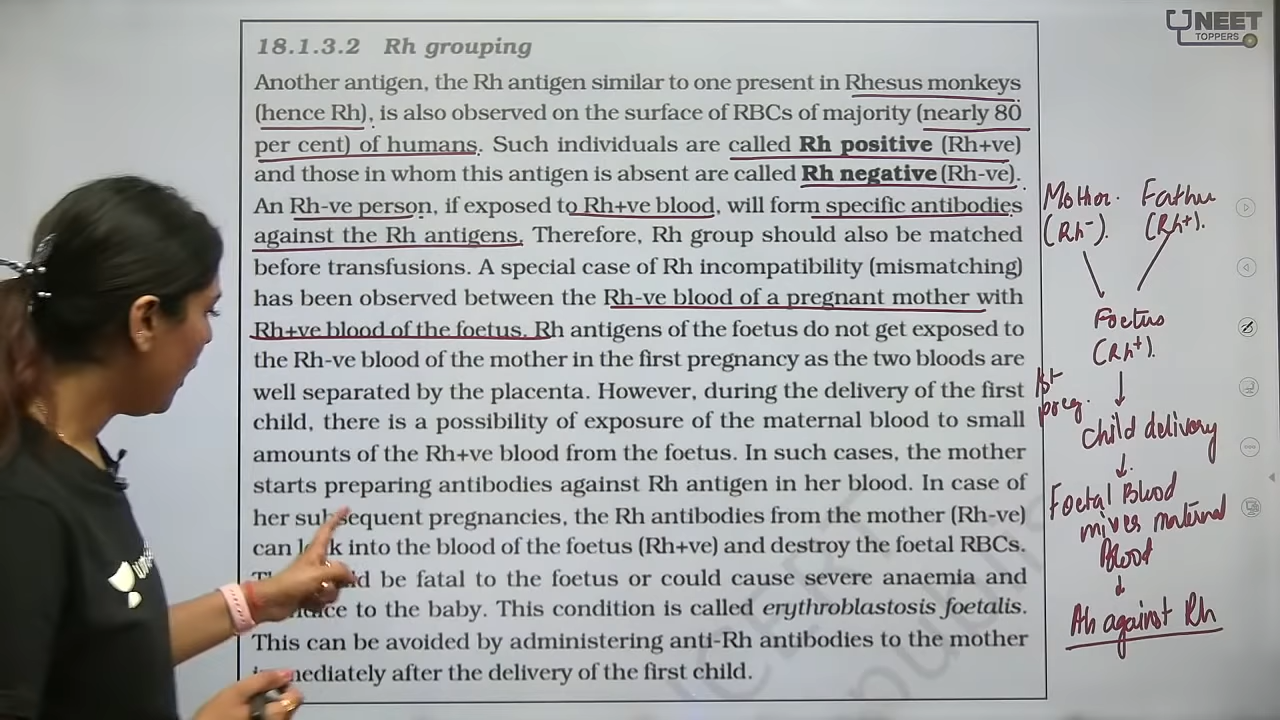 NEET
TOPPERS
18.1.3.2 Rh grouping
Another antigen, the Rh antigen similar to one present in Rhesus monkeys
(hence Rh), is also observed on the surface of RBCs of majority (nearly 80
per cent) of humans. Such individuals are called Rh positive (Rh+ve)
and those in whom this antigen is absent are called Rh negative (Rh-ve).
An Rh-ve person, if exposed to Rh+ve blood, will form specific antibodies
against the Rh antigens. Therefore, Rh group should also be matched
before transfusions. A special case of Rh incompatibility (mismatching)
has been observed between the Rh-ve blood of a pregnant mother with
Rh+ve blood of the foetus. Rh antigens of the foetus do not get exposed to
the Rh-ve blood of the mother in the first pregnancy as the two bloods are
well separated by the placenta. However, during the delivery of the first
child, there is a possibility of exposure of the maternal blood to small
amounts of the Rh+ve blood from the foetus. In such cases, the mother
starts preparing antibodies against Rh antigen in her blood. In case of
her subsequent pregnancies, the Rh antibodies from the mother (Rh-ve)
can into the blood of the foetus (Rh+ve) and destroy the foetal RBCs.
be fatal to the foetus or could cause severe anaemia and
to the baby. This condition is called erythroblastosis foetalis.
This can be avoided by administering anti-Rh antibodies to the mother
immediately after the delivery of the first child.
Mother. Father
(Rh-). (Rh+).
Foetus
(Rh+).
1st
preg.
Child delivery
Foetal Blood
mixes maternal
Blood
Ab against Rh